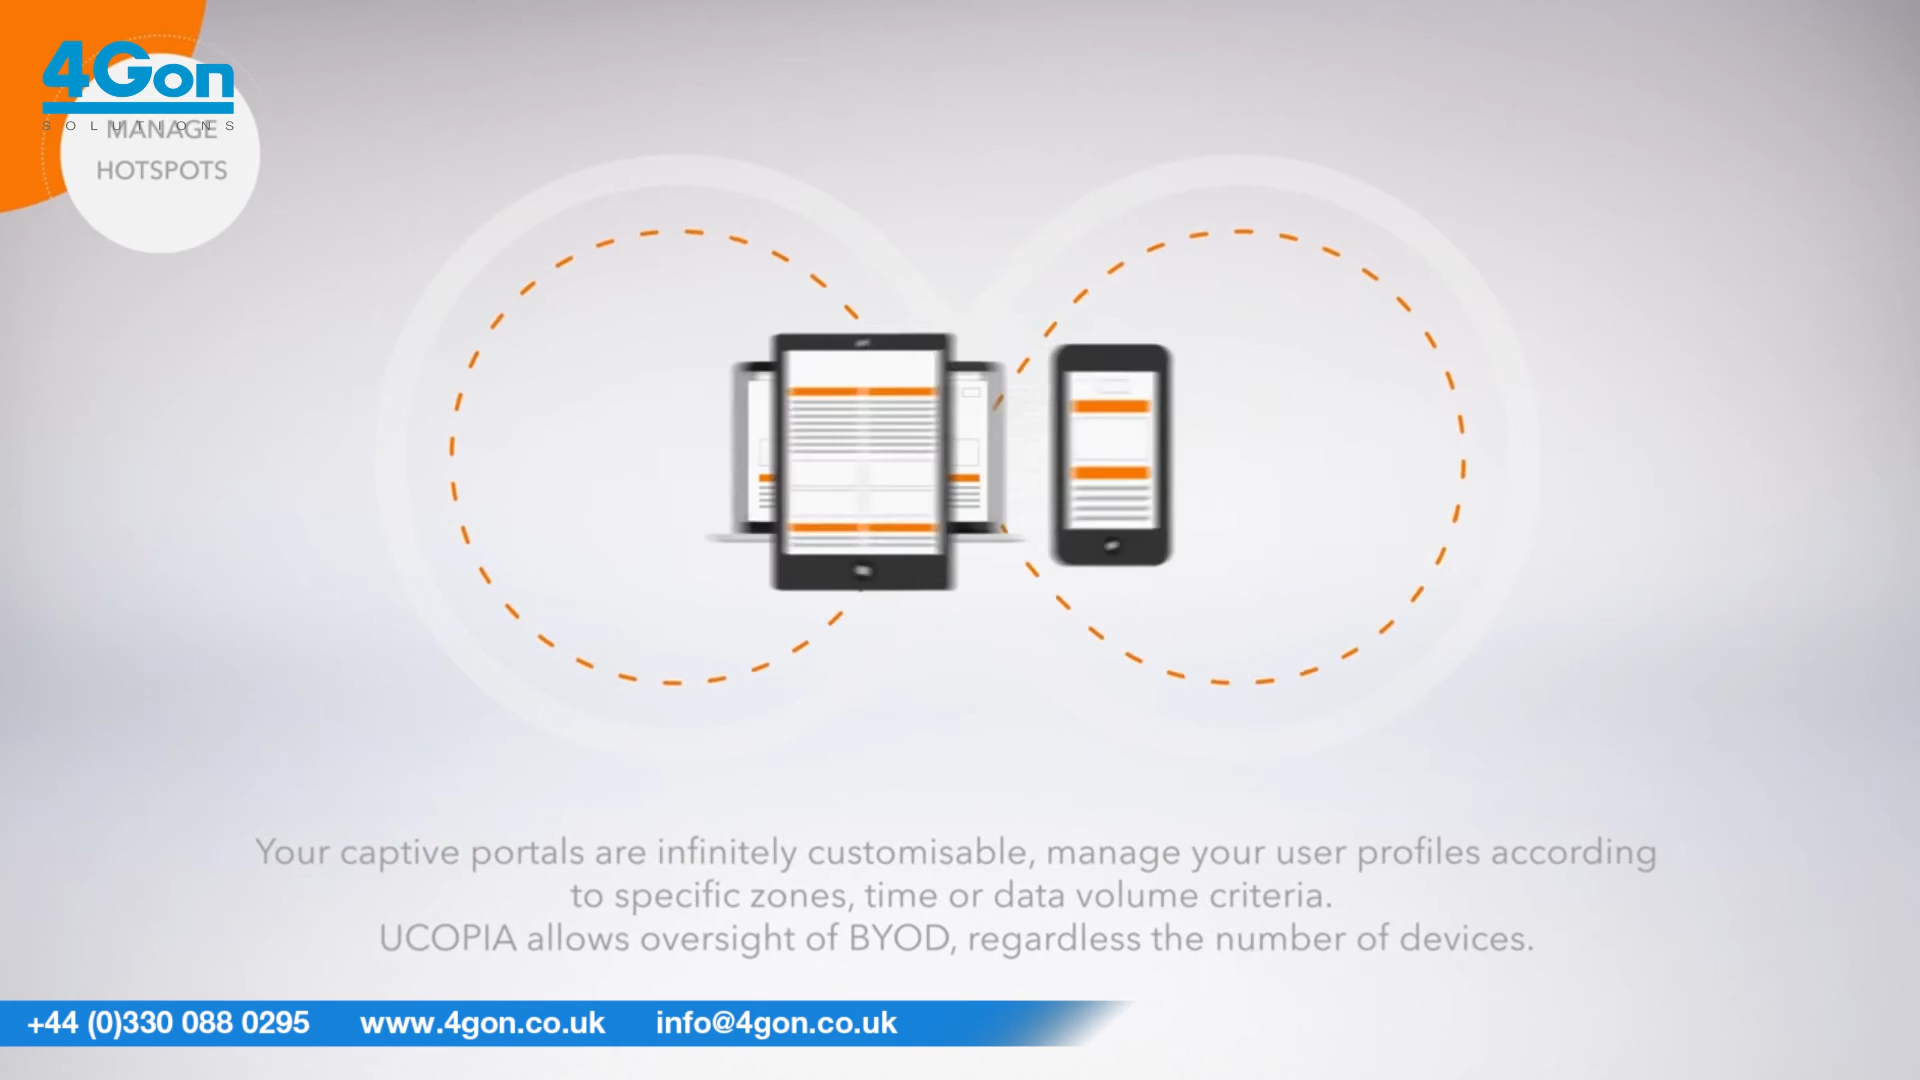 4Gon
SOLUTIONS
MANAGE
HOTSPOTS
Your captive portals are infinitely customisable, manage your user profiles according
to specific zones, time or data volume criteria.
UCOPIA allows oversight of BYOD, regardless the number of devices.
+44 (0)330 088 0295 www.4gon.co.uk info@4gon.co.uk